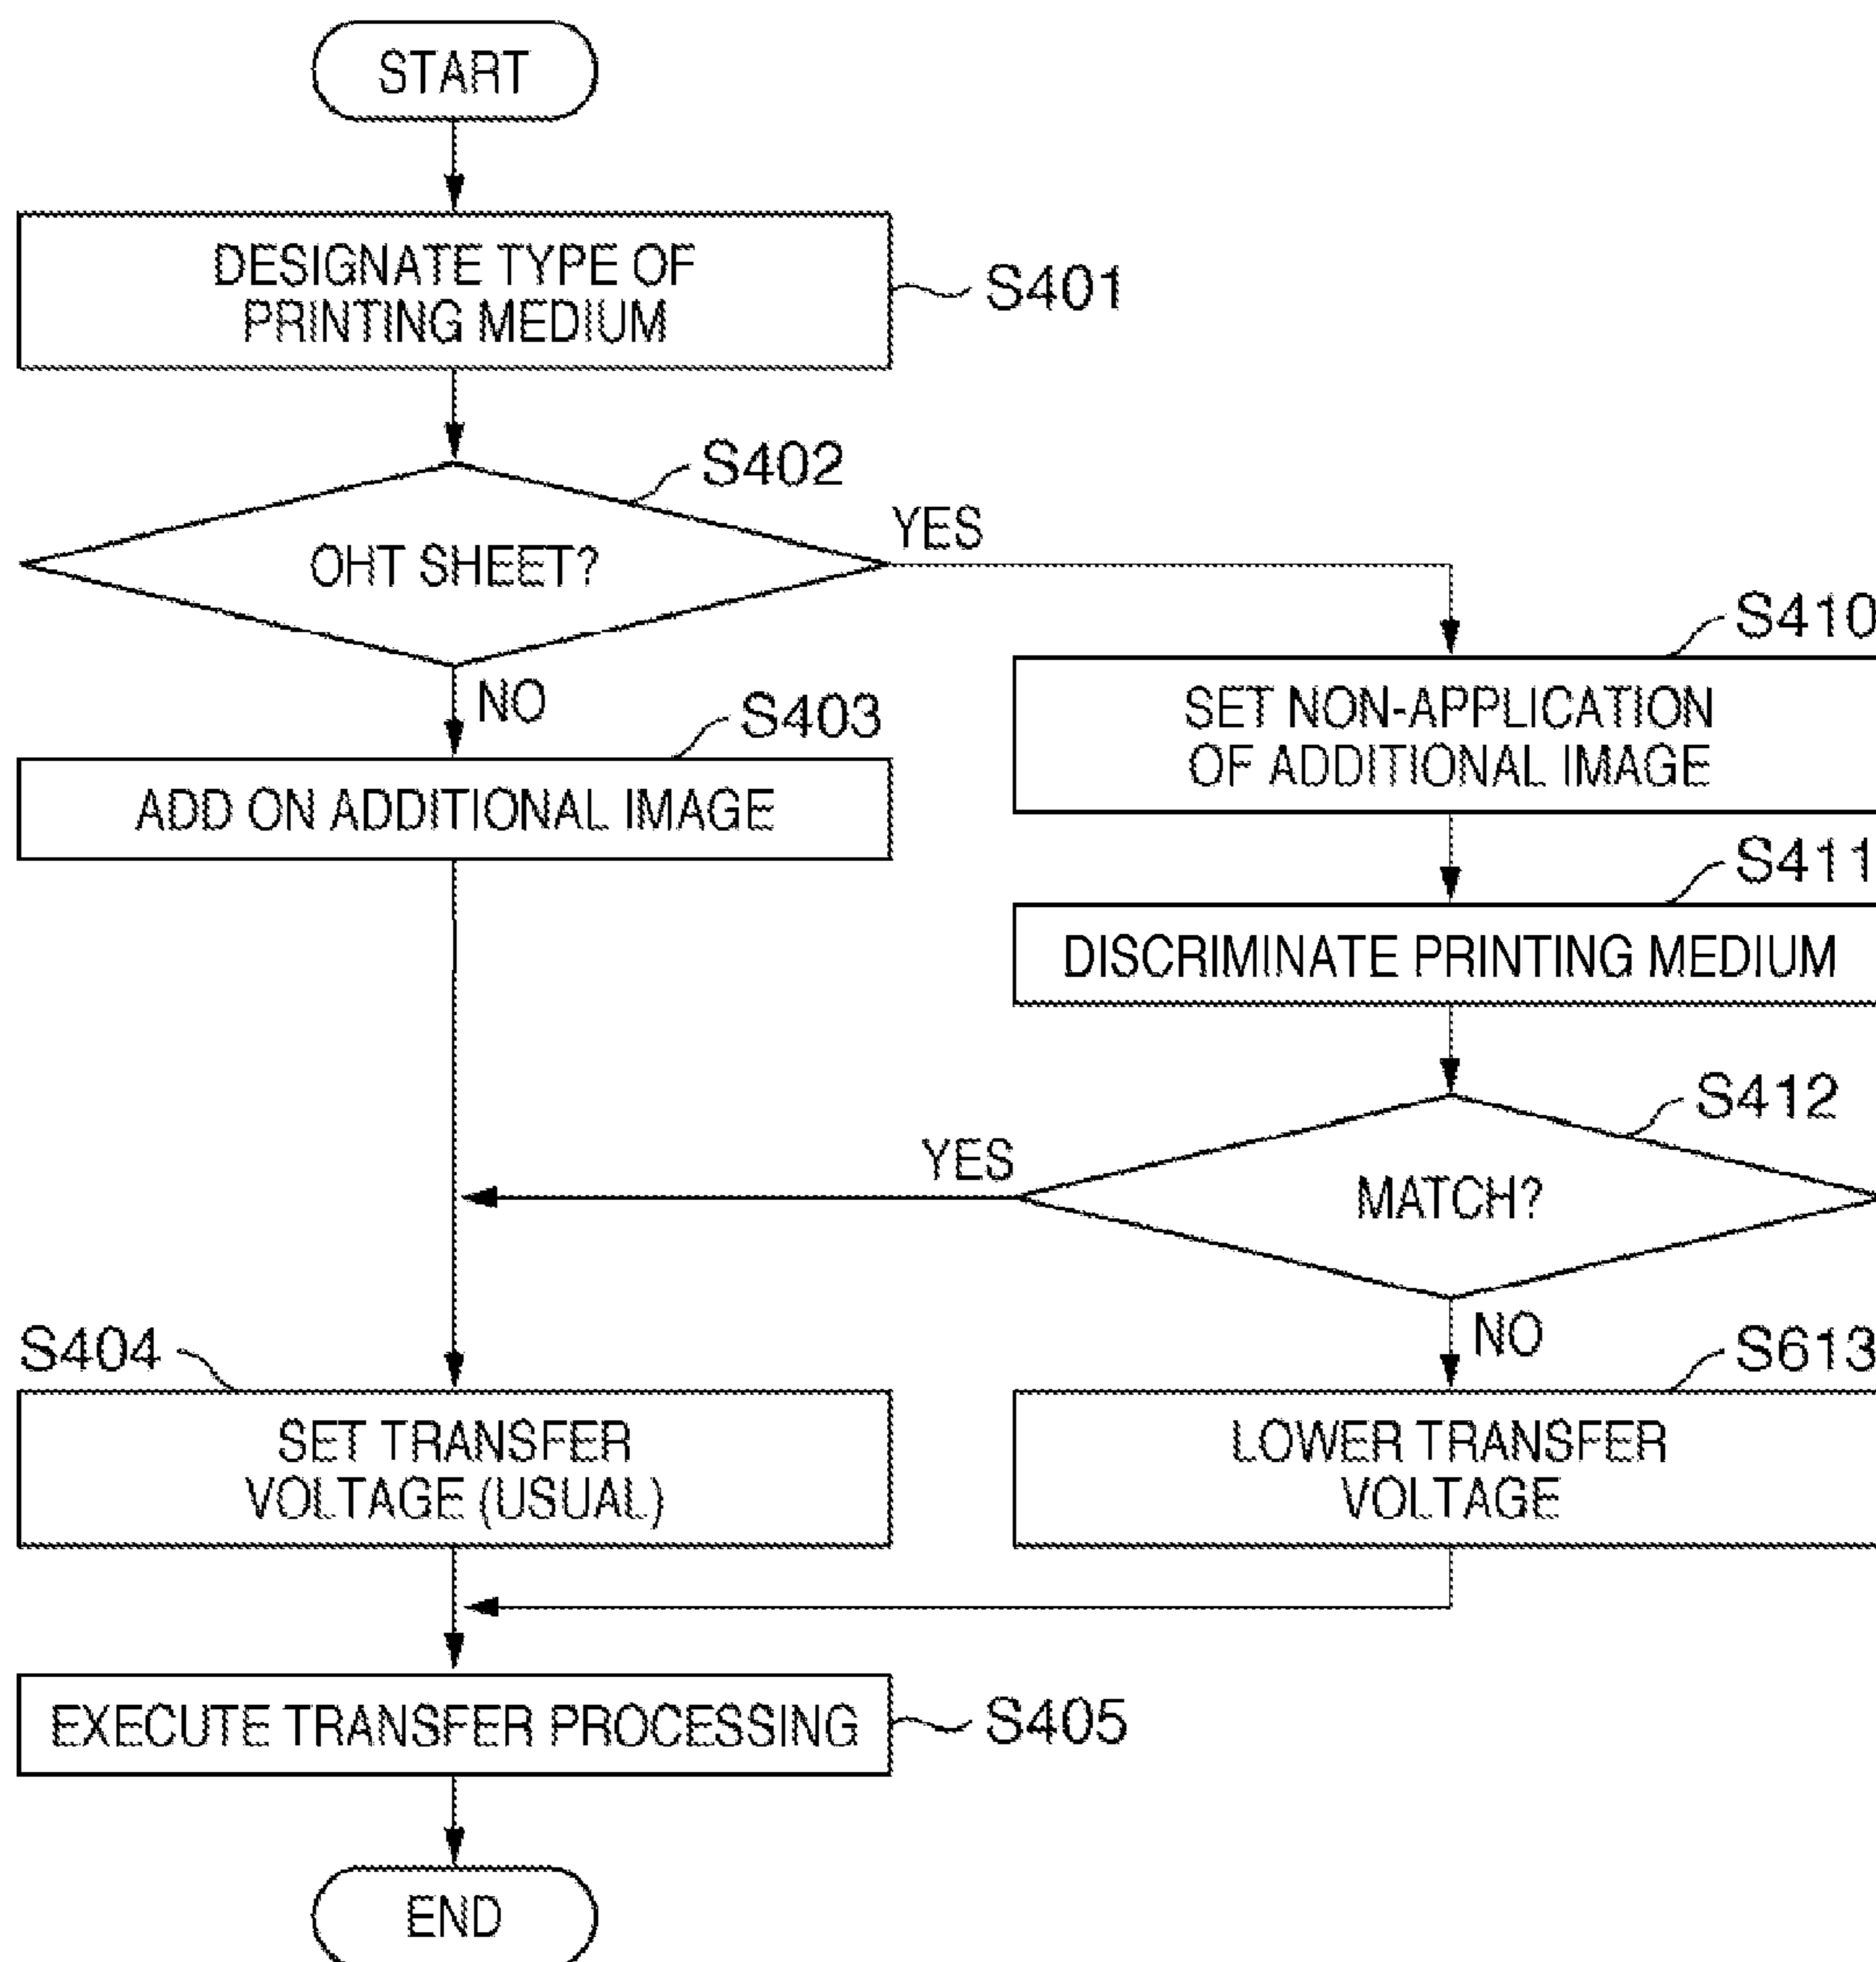 START
DESIGNATE TYPE OF
PRINTING MEDIUM
S401
S402
OHT SHEET?
YES
NO
S403
ADD ON ADDITIONAL IMAGE
S410
SET NON-APPLICATION
OF ADDITIONAL IMAGE
S411
DISCRIMINATE PRINTING MEDIUM
S412
MATCH?
YES
NO
S404
SET TRANSFER
VOLTAGE (USUAL)
S613
LOWER TRANSFER
VOLTAGE
EXECUTE TRANSFER PROCESSING
S405
END